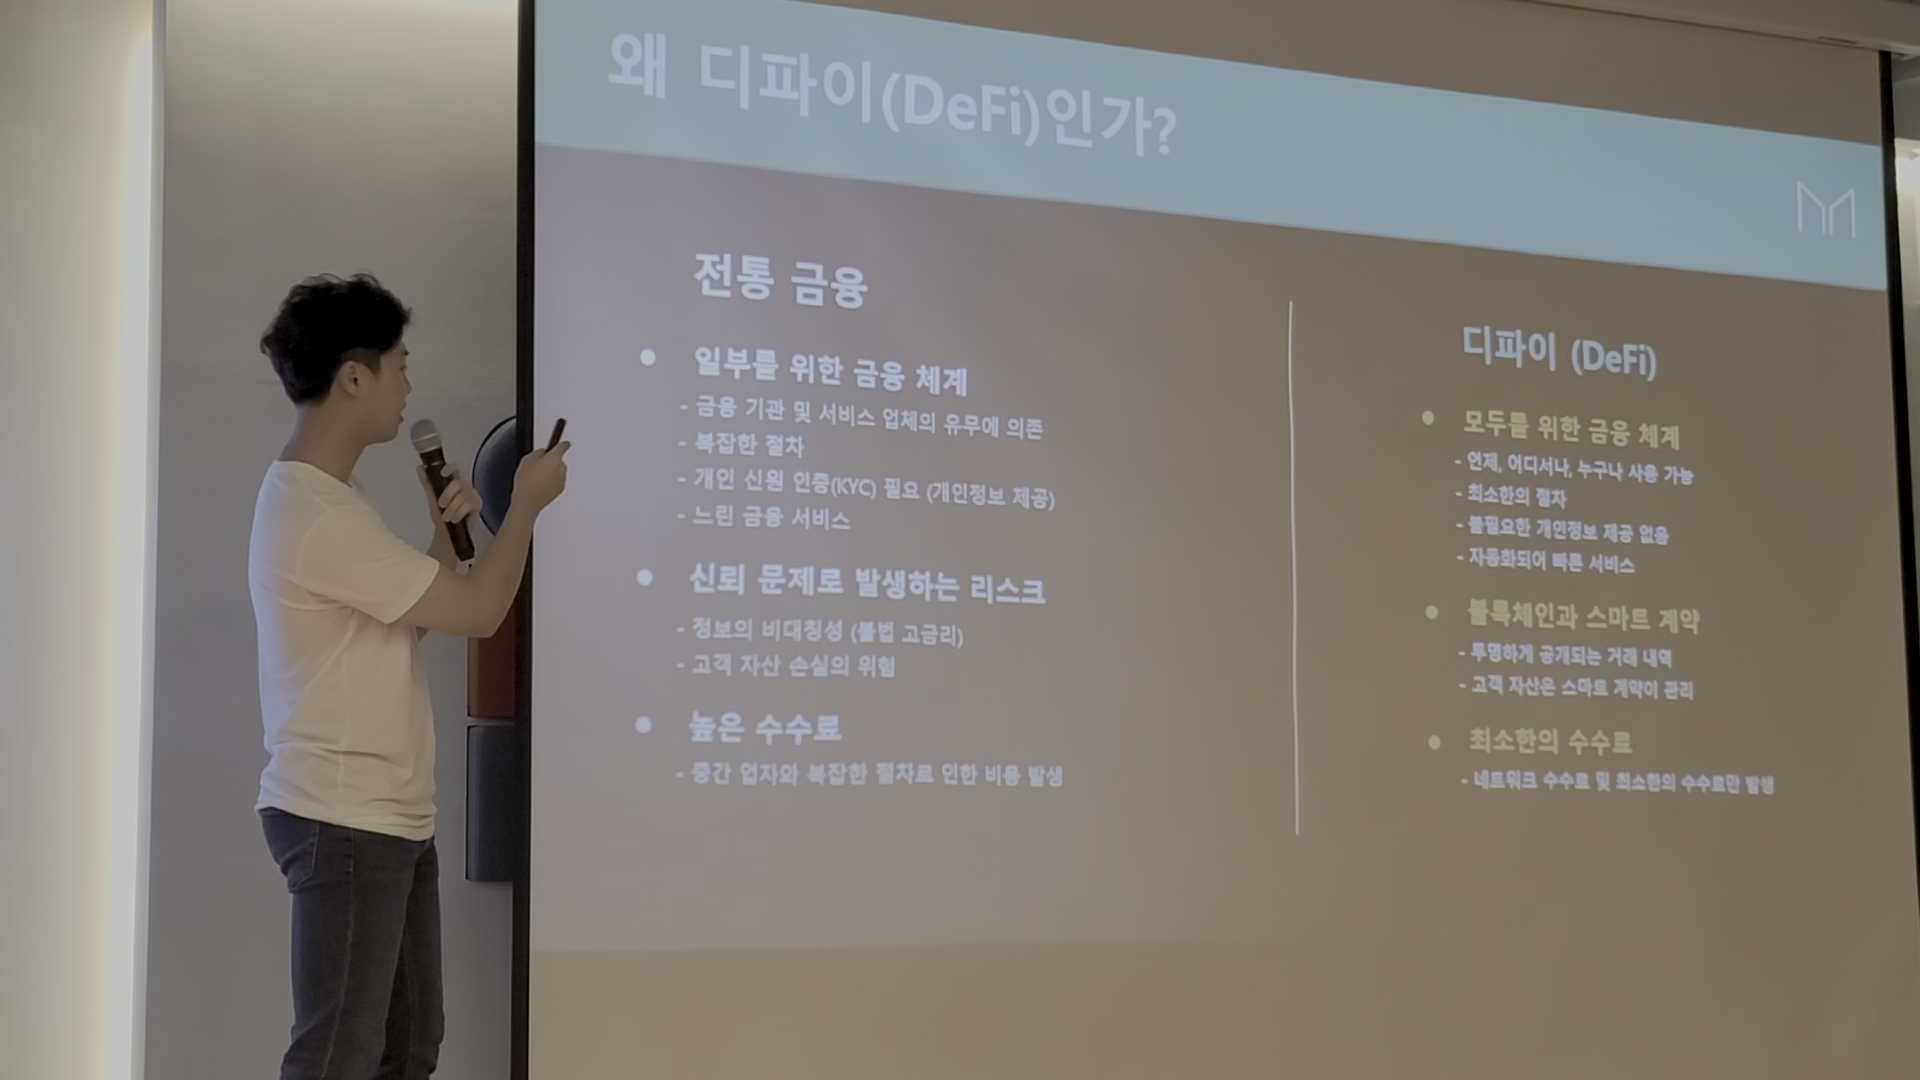 왜 디파이(DeFi)인가?
전통 금융
• 일부를 위한 금융 체계
- 금융 기관 및 서비스 업체의 유무에 의존
- 복잡한 절차
- 개인 신원 인증(KYC) 필요 (개인정보 제공)
- 느린 금융 서비스
• 신뢰 문제로 발생하는 리스크
- 정보의 비대칭성 (불법 고금리)
- 고객 자산 손실의 위험
• 높은 수수료
- 중간 업자와 복잡한 절차로 인한 비용 발생
디파이 (DeFi)
• 모두를 위한 금융 체계
- 언제, 어디서나, 누구나 사용 가능
- 최소한의 절차
- 불필요한 개인정보 제공 없음
- 자동화되어 빠른 서비스
• 블록체인과 스마트 계약
- 투명하게 공개되는 거래 내역
- 고객 자산은 스마트 계약이 관리
• 최소한의 수수료
- 네트워크 수수료 및 최소한의 수수료만 발생